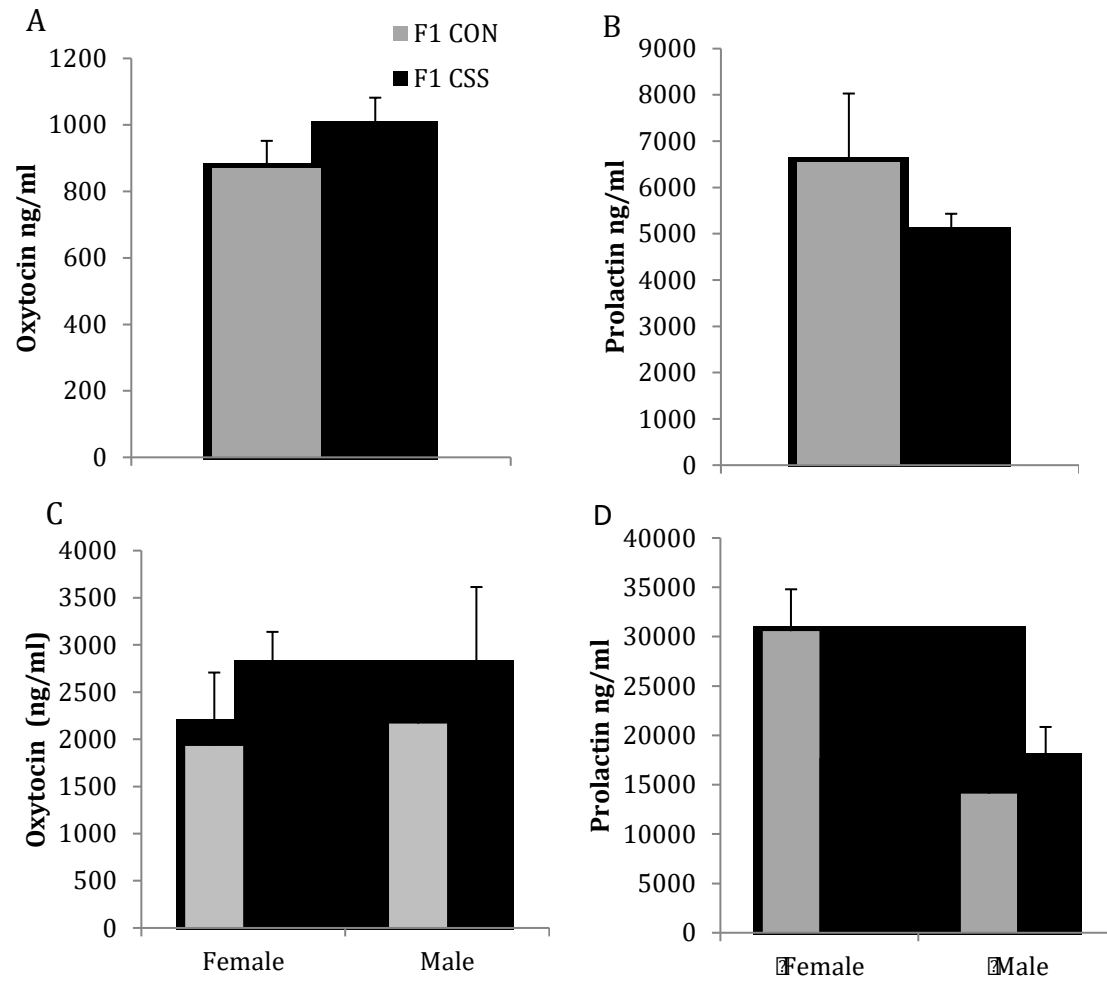 A
F1 CON
F1 CSS
1200
1000
800
600
400
200
0
Oxytocin ng/ml
B
9000
8000
7000
6000
5000
4000
3000
2000
1000
0
Prolactin ng/ml
C
4000
3500
3000
2500
2000
1500
1000
500
0
Oxytocin (ng/ml)
Female Male
D
40000
35000
30000
25000
20000
15000
10000
5000
0
Prolactin ng/ml
Female Male